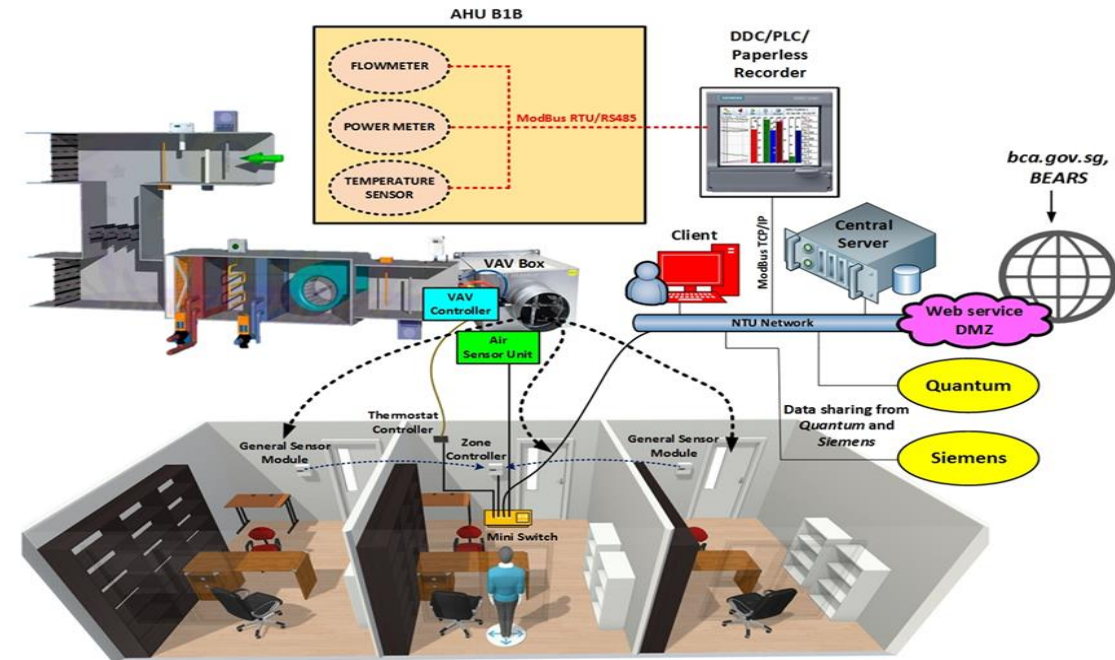 AHU B1B
FLOWMETER
POWER METER
TEMPERATURE
SENSOR
ModBus RTU/RS485
DDC/PLC/
Paperless
Recorder
bca.gov.sg,
BEARS
Client
ModBus TCP/IP
Central
Server
NTU Network
Web service
DMZ
Quantum
Siemens
Data sharing from
Quantum and
Siemens
VAV Box
VAV
Controller
Air
Sensor Unit
Thermostat
Controller
General Sensor
Module
Zone
Controller
General Sensor
Module
Mini Switch